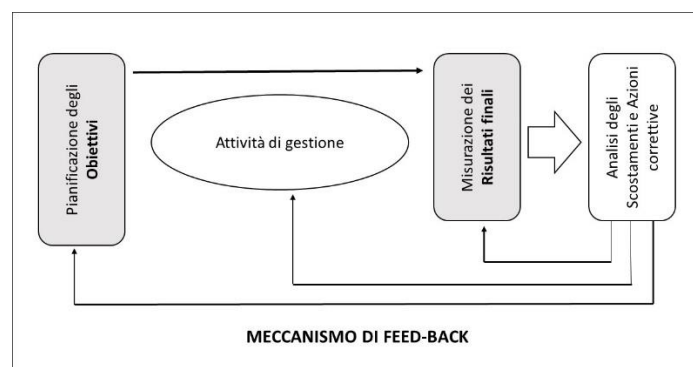 Pianificazione degli
Obiettivi
Attività di gestione
Misurazione dei
Risultati finali
Analisi degli
Scostamenti e Azioni
correttive
MECCANISMO DI FEED-BACK